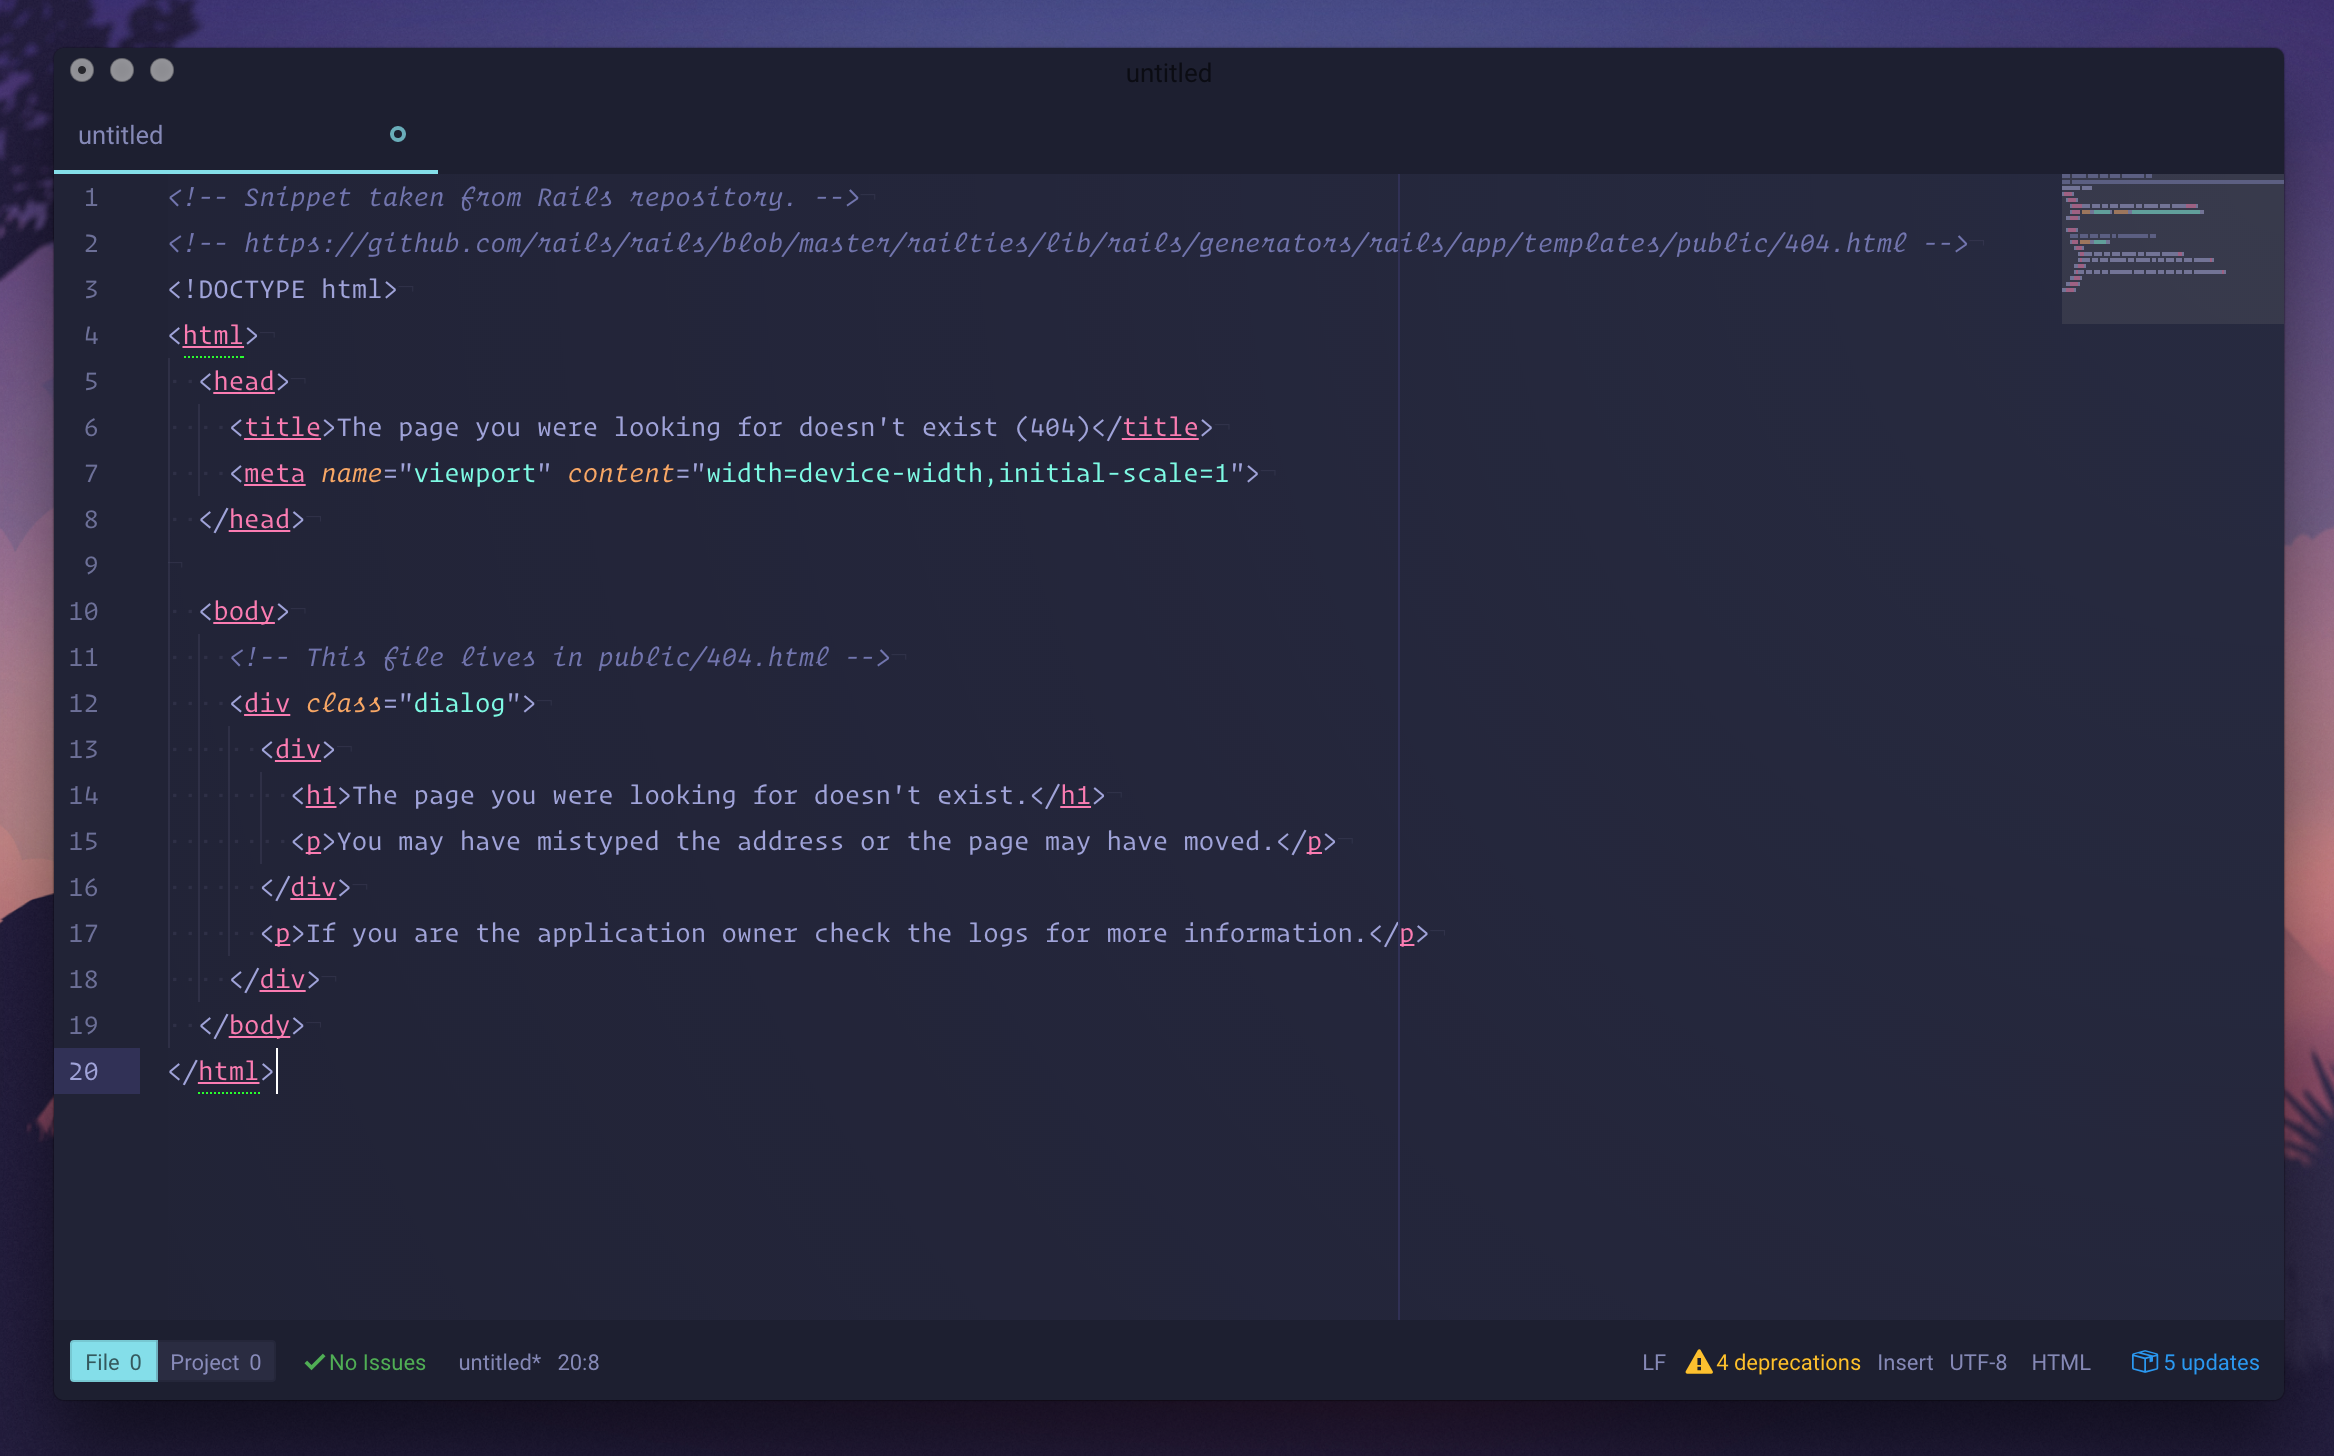 untitled
untitled
1 <!-- Snippet taken from Rails repository. -->
2 <!-- https://github.com/rails/rails/blob/master/railties/lib/rails/generators/rails/app/templates/public/404.html -->
3 <!DOCTYPE html>
4 <html>
5 <head>
6 <title>The page you were looking for doesn't exist (404)</title>
7 <meta name="viewport" content="width=device-width,initial-scale=1">
8 </head>
9
10 <body>
11 <!-- This file lives in public/404.html -->
12 <div class="dialog">
13 <div>
14 <h1>The page you were looking for doesn't exist.</h1>
15 <p>You may have mistyped the address or the page may have moved.</p>
16 </div>
17 <p>If you are the application owner check the logs for more information.</p>
18 </div>
19 </body>
20 </html>
File 0 Project 0 No Issues untitled* 20:8 LF 4 deprecations Insert UTF-8 HTML 5 updates